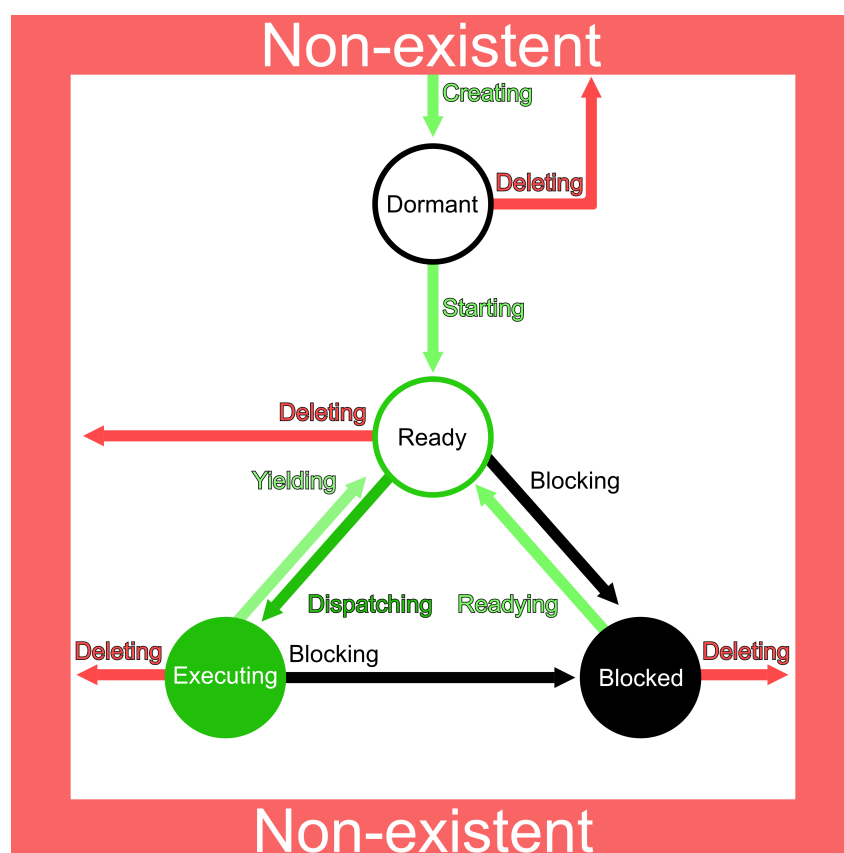 Non-existent
Creating
Deleting
Dormant
Starting
Deleting
Ready
Yielding
Blocking
Dispatching
Readying
Deleting
Blocking
Deleting
Executing
Blocked
Non-existent